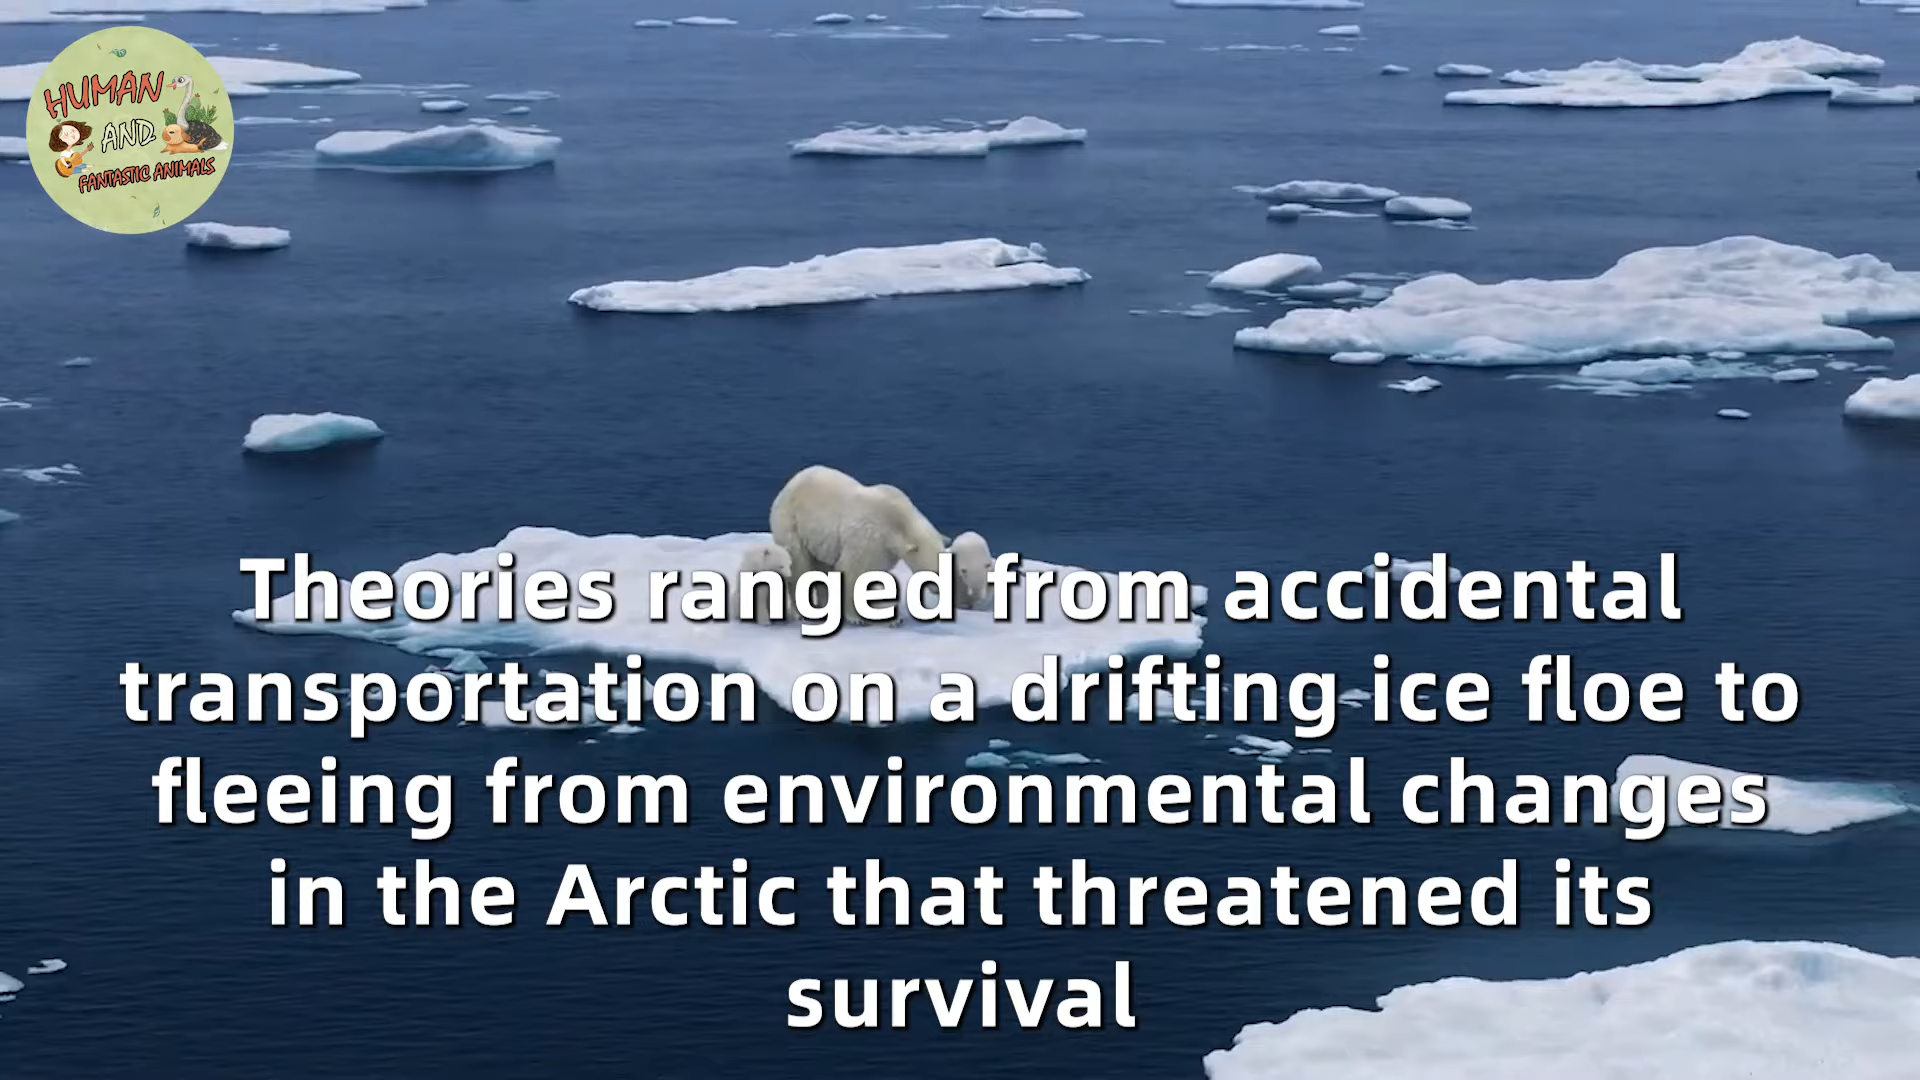 HUMAN
AND
FANTASTIC ANIMALS
Theories ranged from accidental
transportation on a drifting ice floe to
fleeing from environmental changes
in the Arctic that threatened its
survival